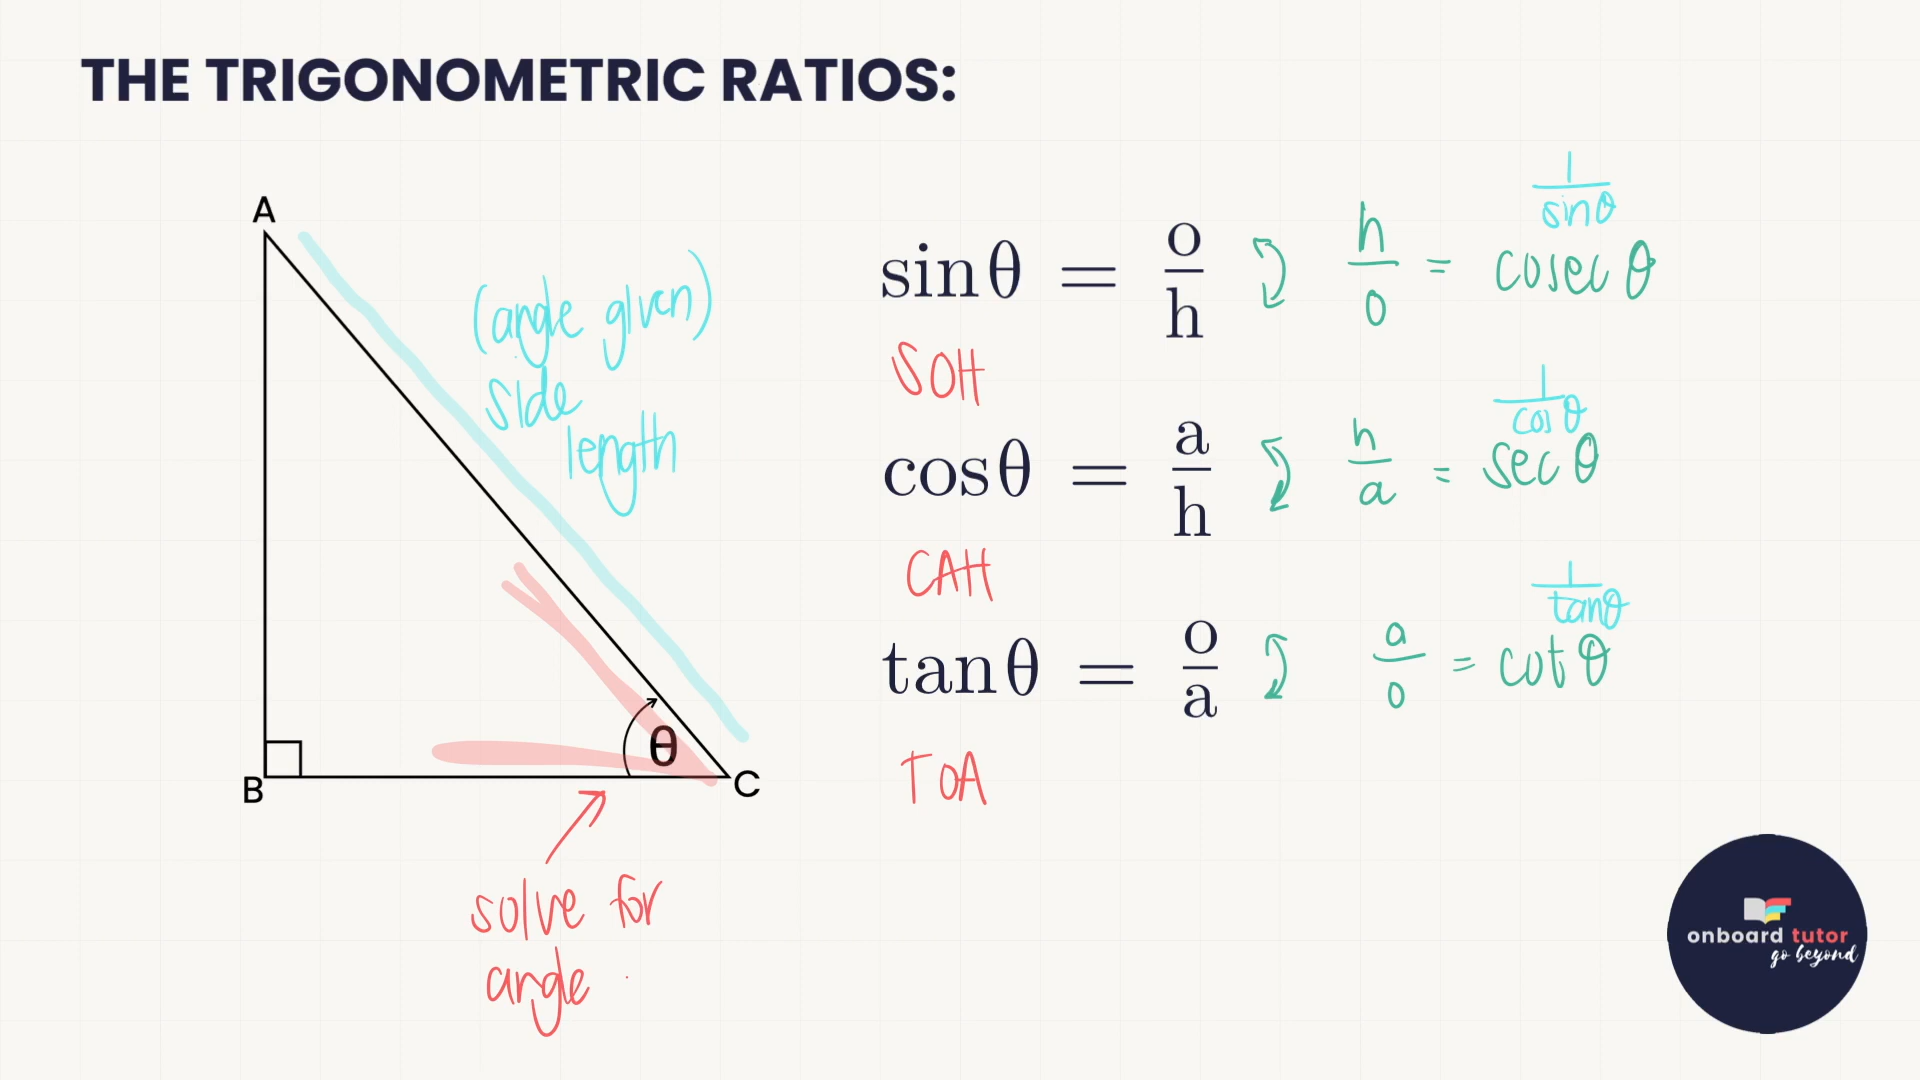 THE TRIGONOMETRIC RATIOS:
A
B
C
θ
(angle given)
side
length
solve for
angle
sinθ = o/h h/o = cosec θ
1/sinθ
SOH
cosθ = a/h h/a = sec θ
1/cosθ
CAH
tanθ = o/a a/o = cot θ
1/tanθ
TOA
onboard tutor
go beyond